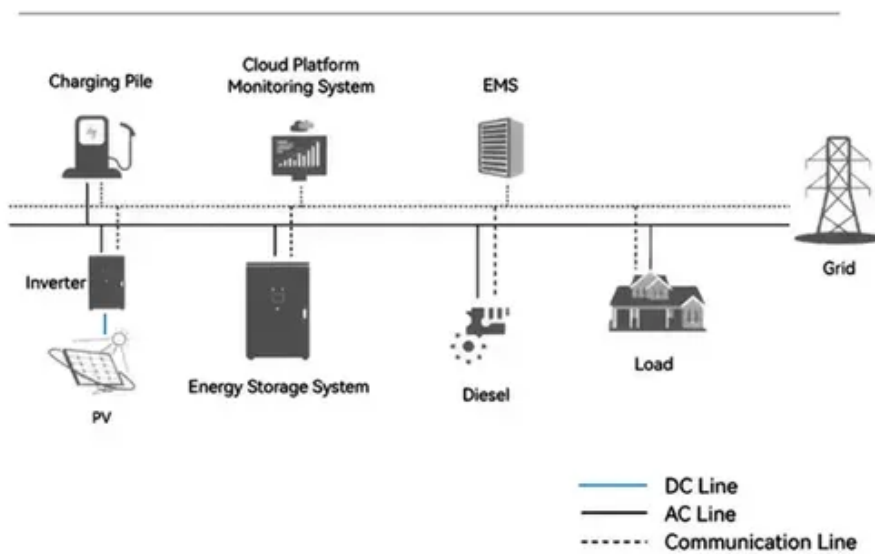 Charging Pile
Cloud Platform
Monitoring System
EMS
Inverter
Grid
Energy Storage System
Diesel
Load
PV
DC Line
AC Line
Communication Line